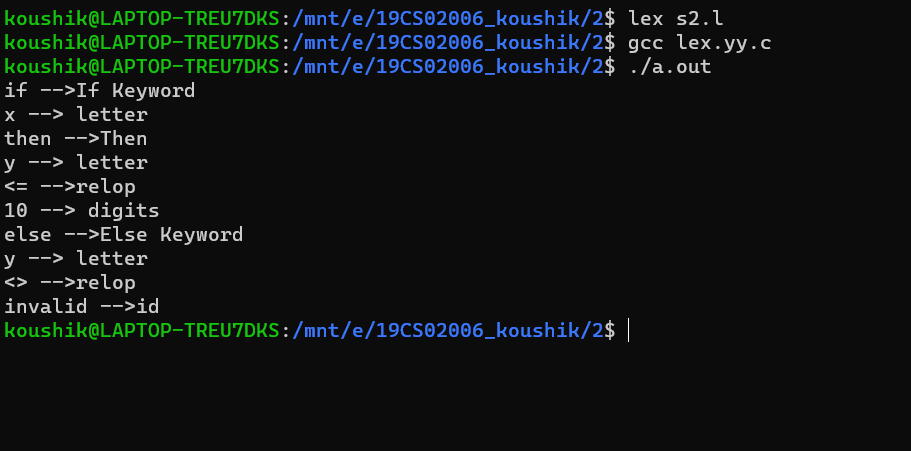 koushik@LAPTOP-TREU7DKS:/mnt/e/19CS02006_koushik/2$ lex s2.l
koushik@LAPTOP-TREU7DKS:/mnt/e/19CS02006_koushik/2$ gcc lex.yy.c
koushik@LAPTOP-TREU7DKS:/mnt/e/19CS02006_koushik/2$ ./a.out
if -->If Keyword
x --> letter
then -->Then
y --> letter
<= -->relop
10 --> digits
else -->Else Keyword
y --> letter
<> -->relop
invalid -->id
koushik@LAPTOP-TREU7DKS:/mnt/e/19CS02006_koushik/2$